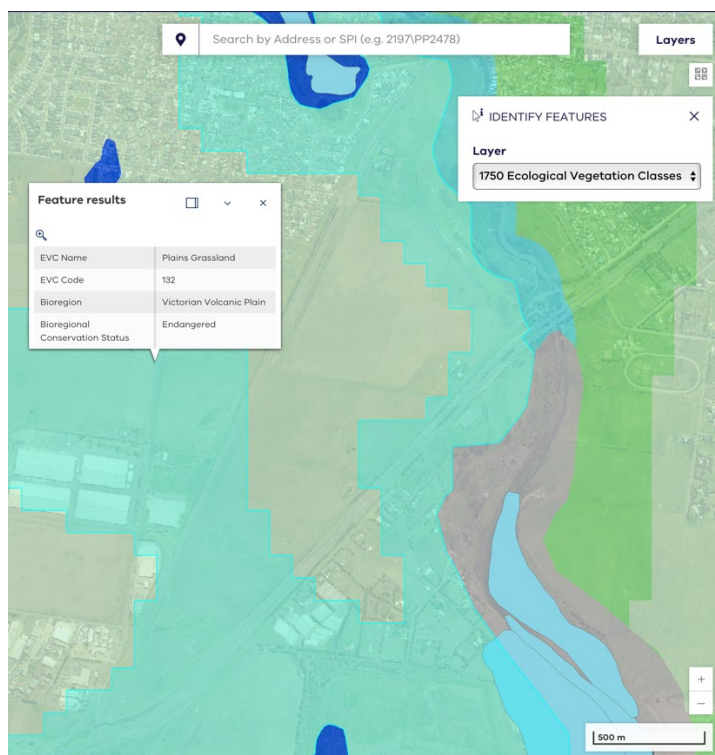 Search by Address or SPI (e.g. 2197\PP2478)
Layers
IDENTIFY FEATURES
Layer
1750 Ecological Vegetation Classes
Feature results
EVC Name Plains Grassland
EVC Code 132
Bioregion Victorian Volcanic Plain
Bioregional
Conservation Status Endangered
500 m